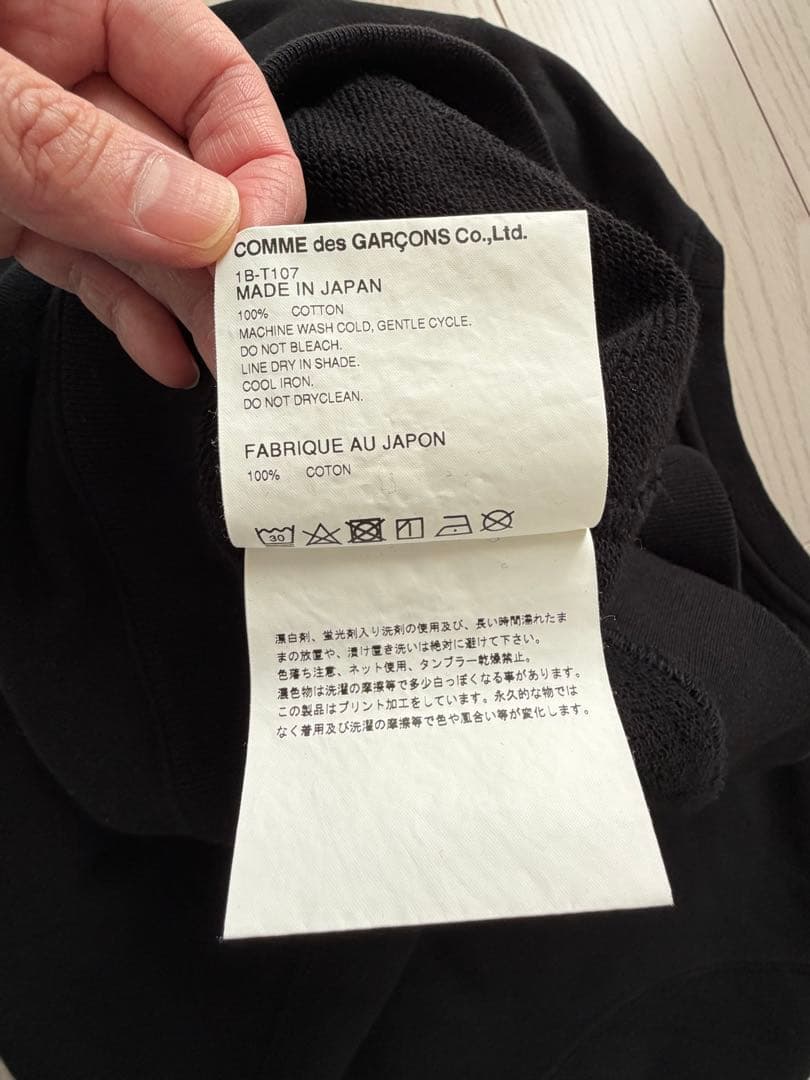 COMME des GARÇONS Co.,Ltd.
1B-T107
MADE IN JAPAN
100% COTTON
MACHINE WASH COLD, GENTLE CYCLE.
DO NOT BLEACH.
LINE DRY IN SHADE.
COOL IRON.
DO NOT DRYCLEAN.
FABRIQUE AU JAPON
100% COTON
30
漂白剤、蛍光剤入り洗剤の使用及び、長い時間濡れたま
まの放置や、漬け置き洗いは絶対に避けて下さい。
色落ち注意、ネット使用、タンブラー乾燥禁止。
濃色物は洗濯の摩擦等で多少白っぽくなる事があります。
この製品はプリント加工をしています。永久的な物では
なく着用及び洗濯の摩擦等で色や風合い等が変化します。